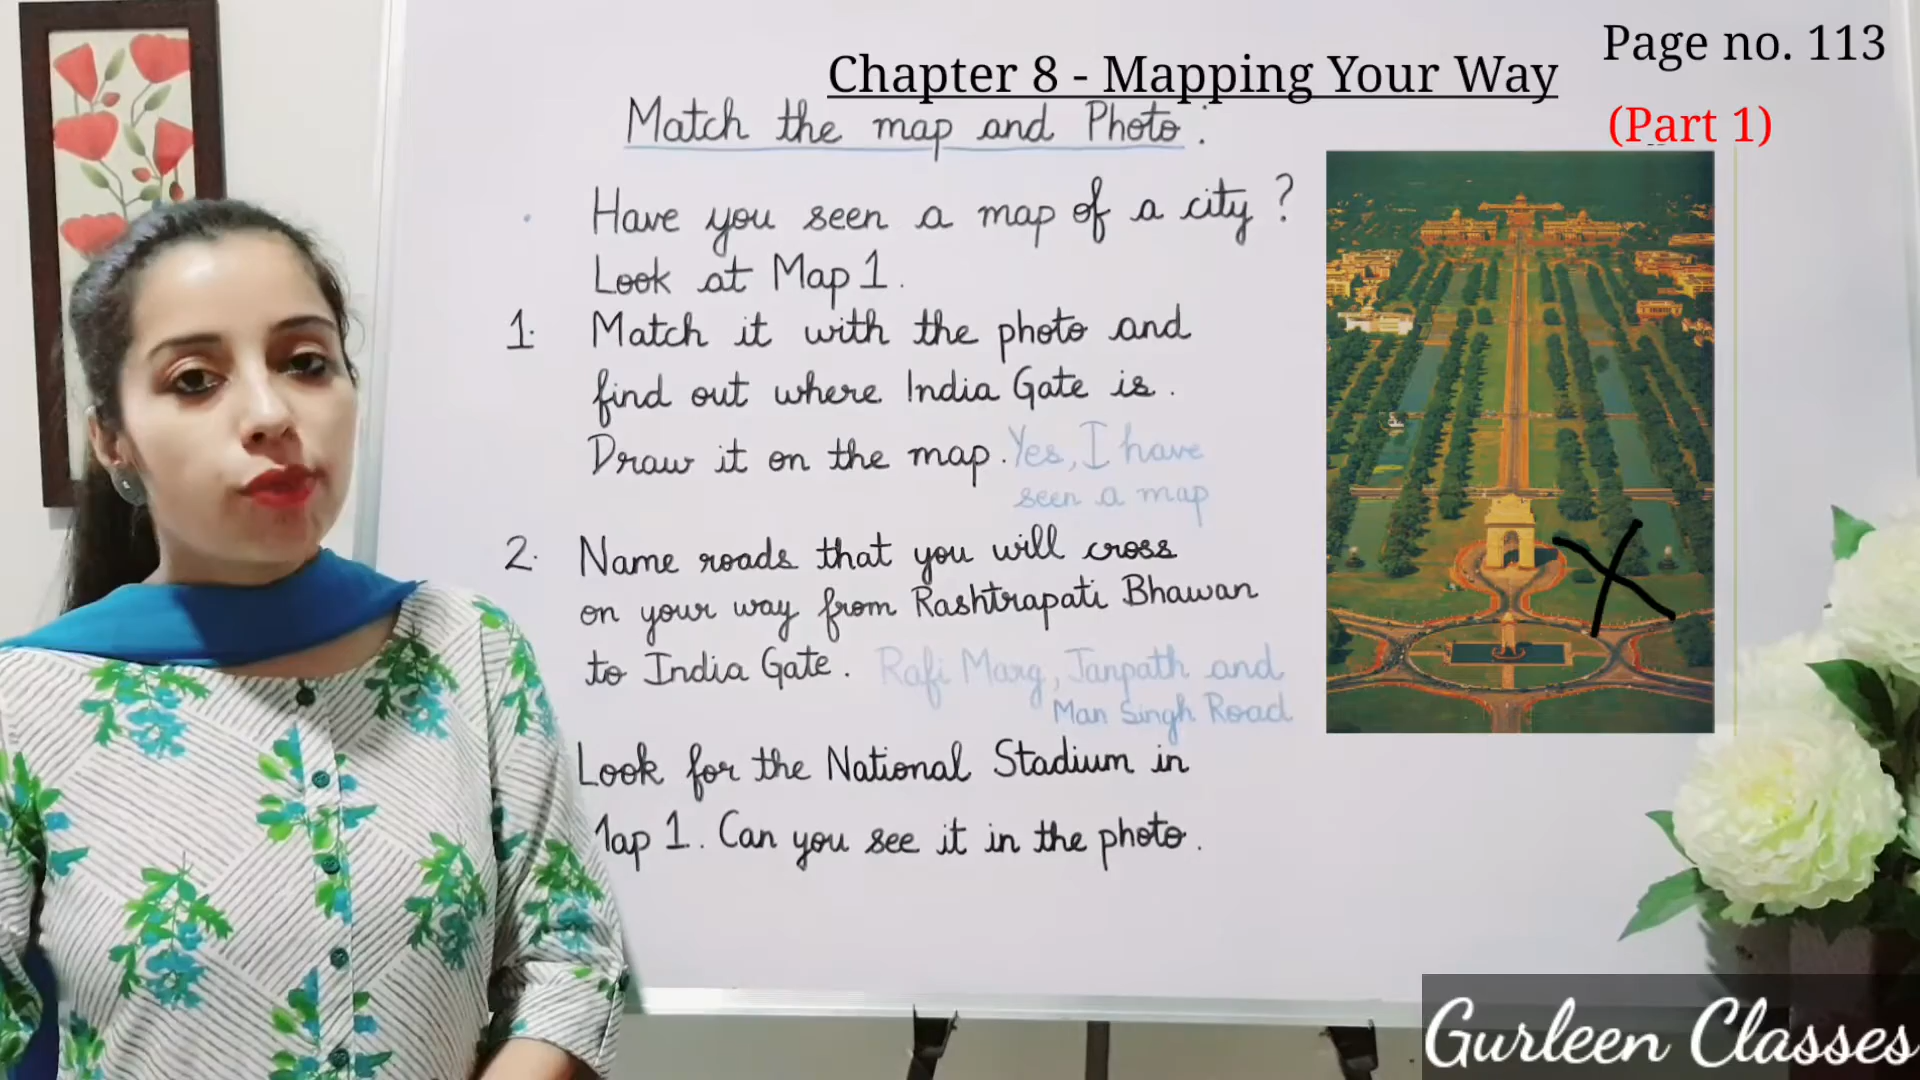 Page no. 113
Chapter 8 - Mapping Your Way
(Part 1)
Match the map and Photo :
Have you seen a map of a city ?
Look at Map 1.
1. Match it with the photo and
find out where India Gate is.
Draw it on the map. Yes, I have
seen a map
2. Name roads that you will cross
on your way from Rashtrapati Bhawan
to India Gate. Rafi Marg, Janpath and
Man Singh Road
Look for the National Stadium in
1ap 1. Can you see it in the photo.
Gurleen Classes